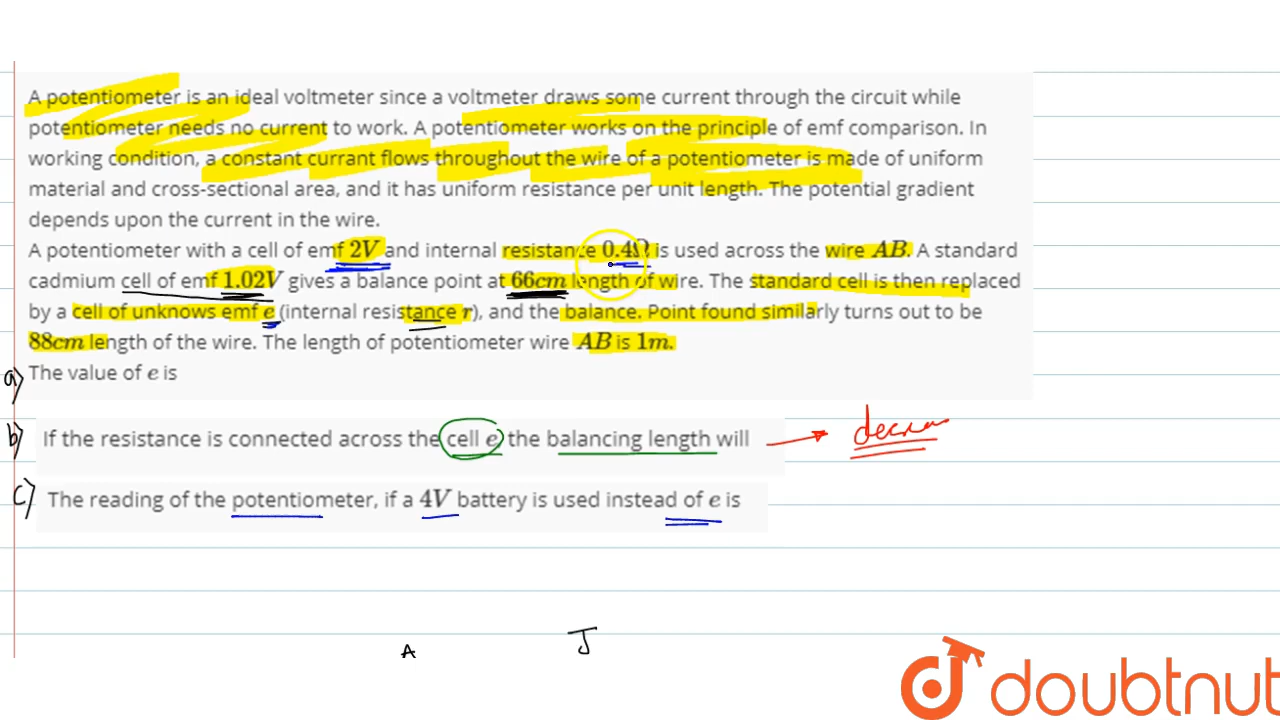 A potentiometer is an ideal voltmeter since a voltmeter draws some current through the circuit while
potentiometer needs no current to work. A potentiometer works on the principle of emf comparison. In
working condition, a constant currant flows throughout the wire of a potentiometer is made of uniform
material and cross-sectional area, and it has uniform resistance per unit length. The potential gradient
depends upon the current in the wire.
A potentiometer with a cell of emf 2V and internal resistance 0.4Ω is used across the wire AB. A standard
cadmium cell of emf 1.02V gives a balance point at 66cm length of wire. The standard cell is then replaced
by a cell of unknows emf e (internal resistance r), and the balance. Point found similarly turns out to be
88cm length of the wire. The length of potentiometer wire AB is 1m.
a) The value of e is
b) If the resistance is connected across the cell e the balancing length will → decrea
c) The reading of the potentiometer, if a 4V battery is used instead of e is
A J
doubtnut